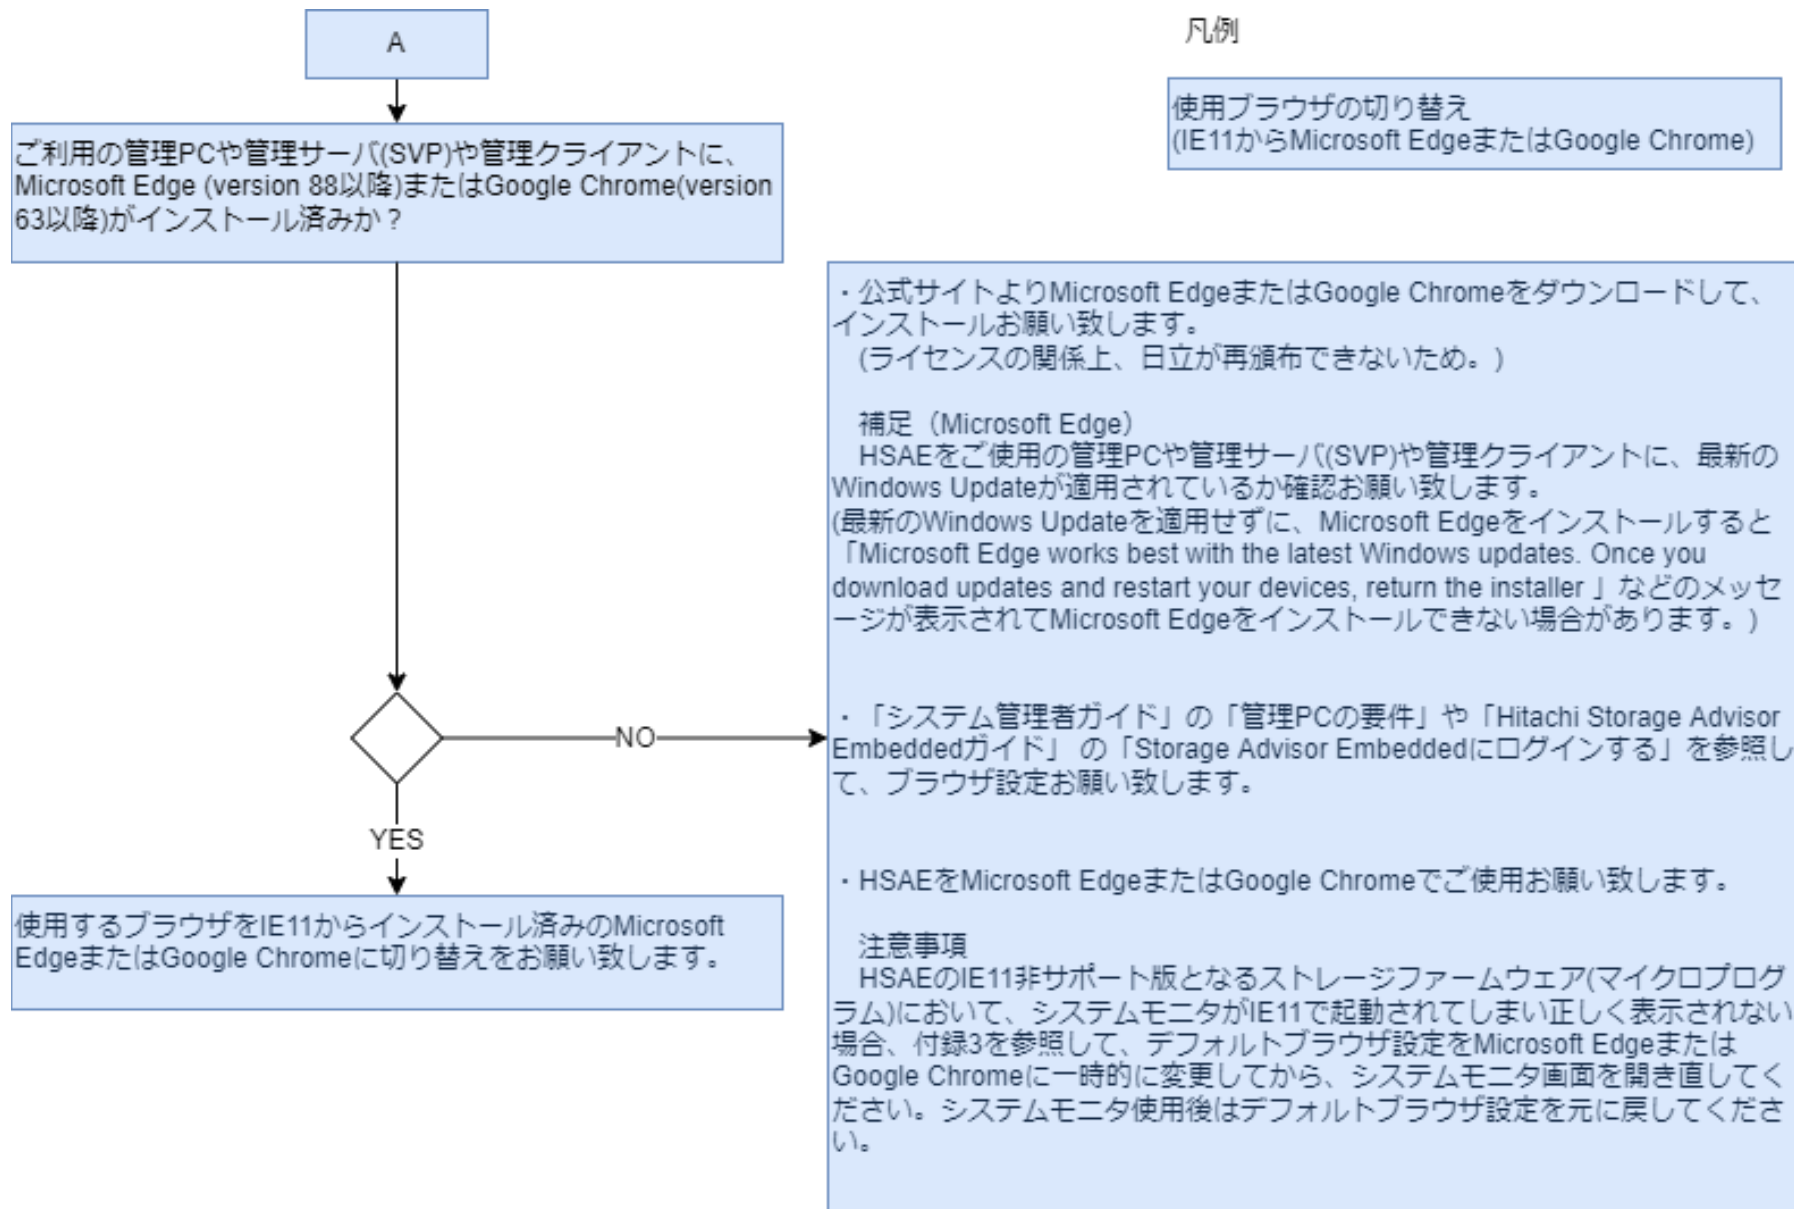 A
凡例
使用ブラウザの切り替え
(IE11からMicrosoft EdgeまたはGoogle Chrome)
ご利用の管理PCや管理サーバ(SVP)や管理クライアントに、
Microsoft Edge (version 88以降)またはGoogle Chrome(version
63以降)がインストール済みか？
・公式サイトよりMicrosoft EdgeまたはGoogle Chromeをダウンロードして、
インストールお願い致します。
(ライセンスの関係上、日立が再頒布できないため。)
補足（Microsoft Edge）
HSAEをご使用の管理PCや管理サーバ(SVP)や管理クライアントに、最新の
Windows Updateが適用されているか確認お願い致します。
(最新のWindows Updateを適用せずに、Microsoft Edgeをインストールすると
「Microsoft Edge works best with the latest Windows updates. Once you
download updates and restart your devices, return the installer 」などのメッセ
ージが表示されてMicrosoft Edgeをインストールできない場合があります。)
・「システム管理者ガイド」の「管理PCの要件」や「Hitachi Storage Advisor
Embeddedガイド」 の「Storage Advisor Embeddedにログインする」を参照し
て、ブラウザ設定お願い致します。
・HSAEをMicrosoft EdgeまたはGoogle Chromeでご使用お願い致します。
注意事項
HSAEのIE11非サポート版となるストレージファームウェア(マイクロプログ
ラム)において、システムモニタがIE11で起動されてしまい正しく表示されない
場合、付録3を参照して、デフォルトブラウザ設定をMicrosoft Edgeまたは
Google Chromeに一時的に変更してから、システムモニタ画面を開き直してく
ださい。システムモニタ使用後はデフォルトブラウザ設定を元に戻してくださ
い。
NO
YES
使用するブラウザをIE11からインストール済みのMicrosoft
EdgeまたはGoogle Chromeに切り替えをお願い致します。